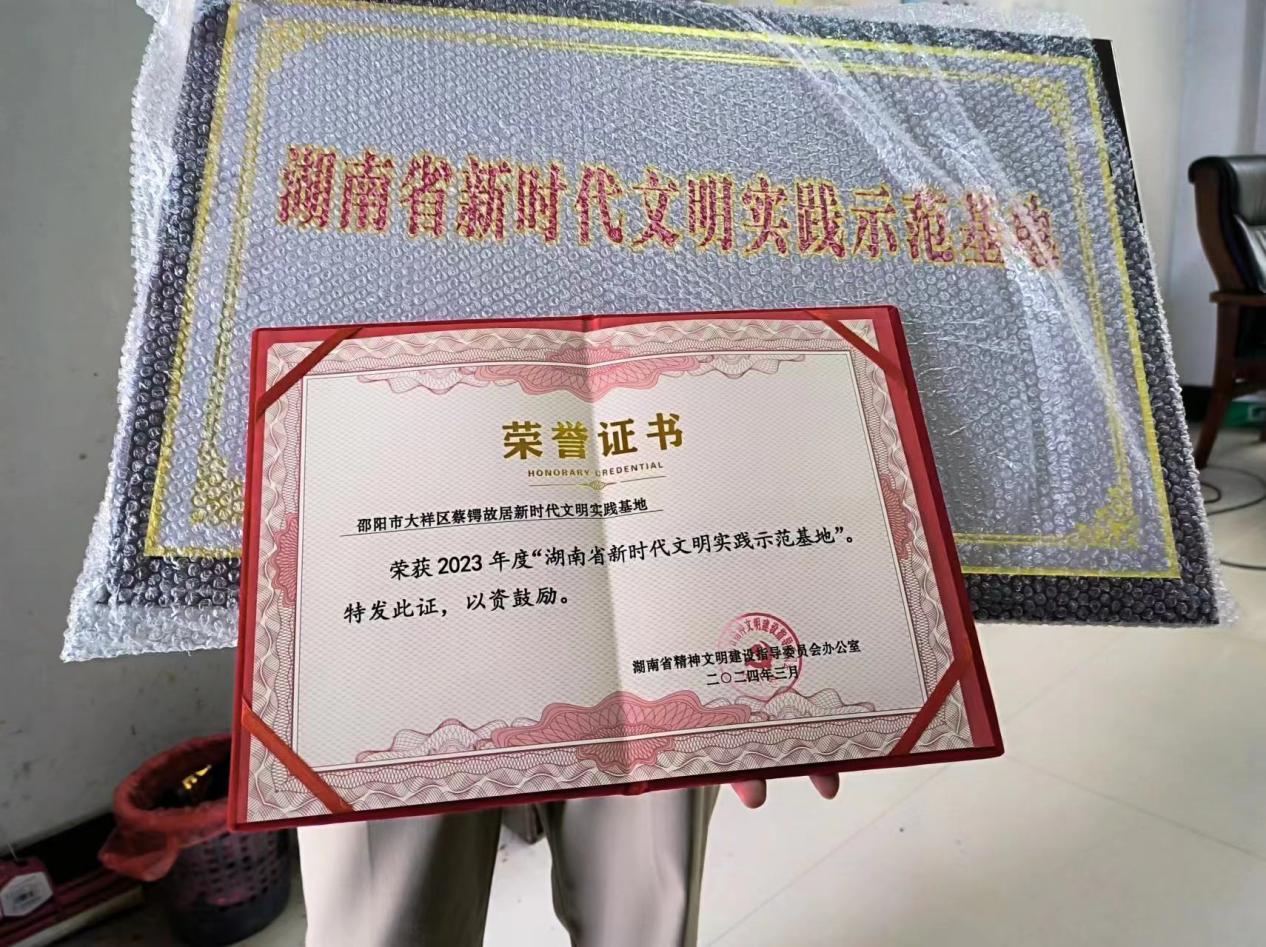 湖南省新时代文明实践示范基地
荣誉证书
HONORARY CREDENTIAL
邵阳市大祥区蔡锷故居新时代文明实践基地
荣获 2023 年度“湖南省新时代文明实践示范基地”。
特发此证，以资鼓励。
湖南省精神文明建设指导委员会办公室
二〇二四年三月